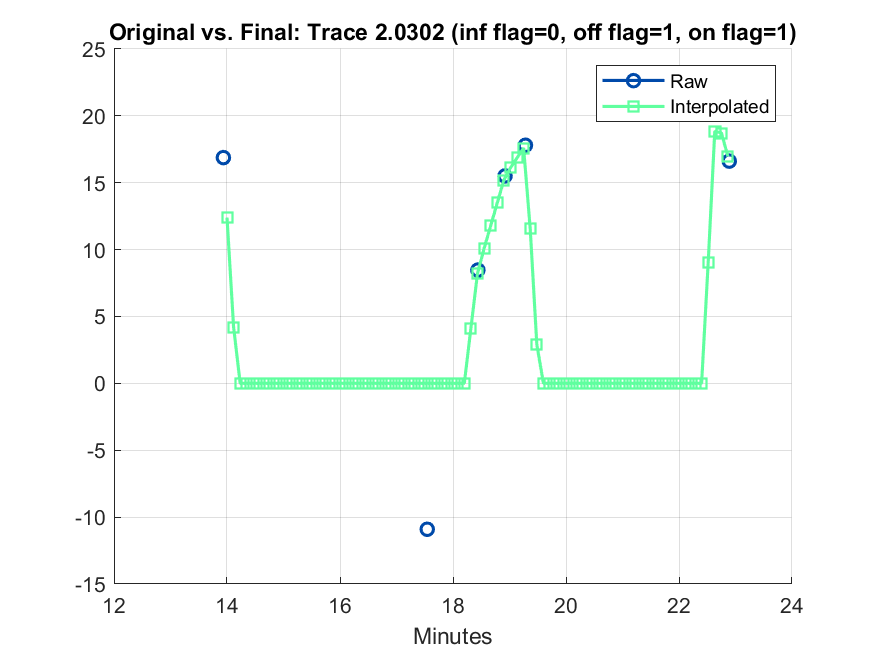 Original vs. Final: Trace 2.0302 (inf flag=0, off flag=1, on flag=1)
25
20
15
10
5
0
-5
-10
-15
12 14 16 18 20 22 24
Minutes
Raw
Interpolated